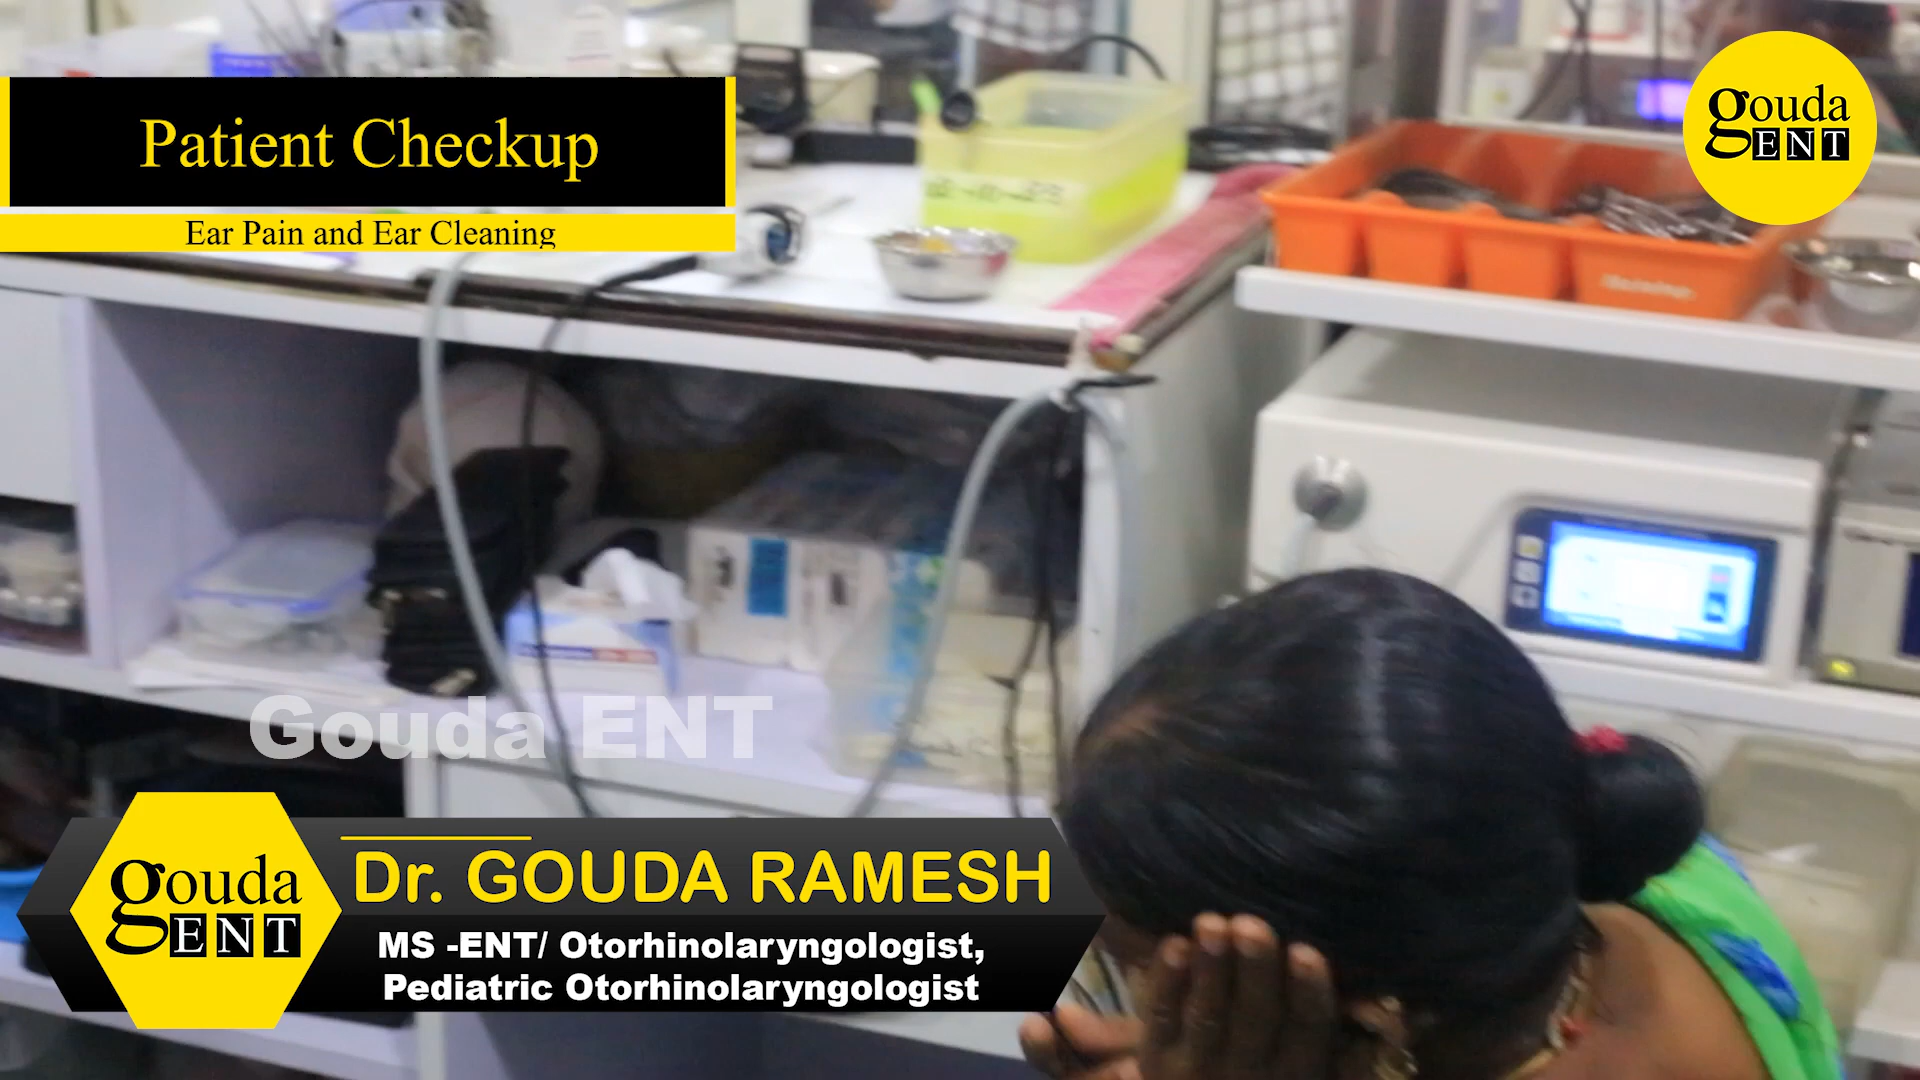 Patient Checkup
Ear Pain and Ear Cleaning
gouda
ENT
Gouda ENT
gouda
ENT
Dr. GOUDA RAMESH
MS -ENT/ Otorhinolaryngologist,
Pediatric Otorhinolaryngologist